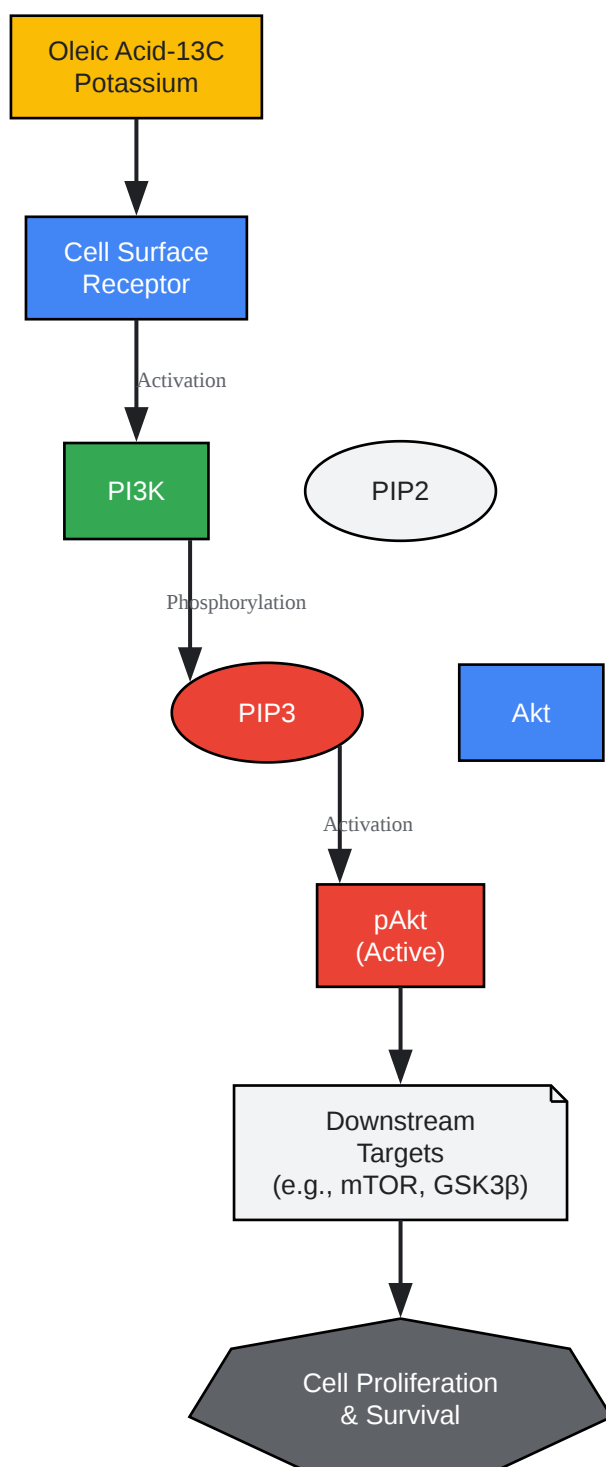 Oleic Acid-13C
Potassium
Cell Surface
Receptor
Activation
PI3K
PIP2
Phosphorylation
PIP3
Akt
Activation
pAkt
(Active)
Downstream
Targets
(e.g., mTOR, GSK3β)
Cell Proliferation
& Survival